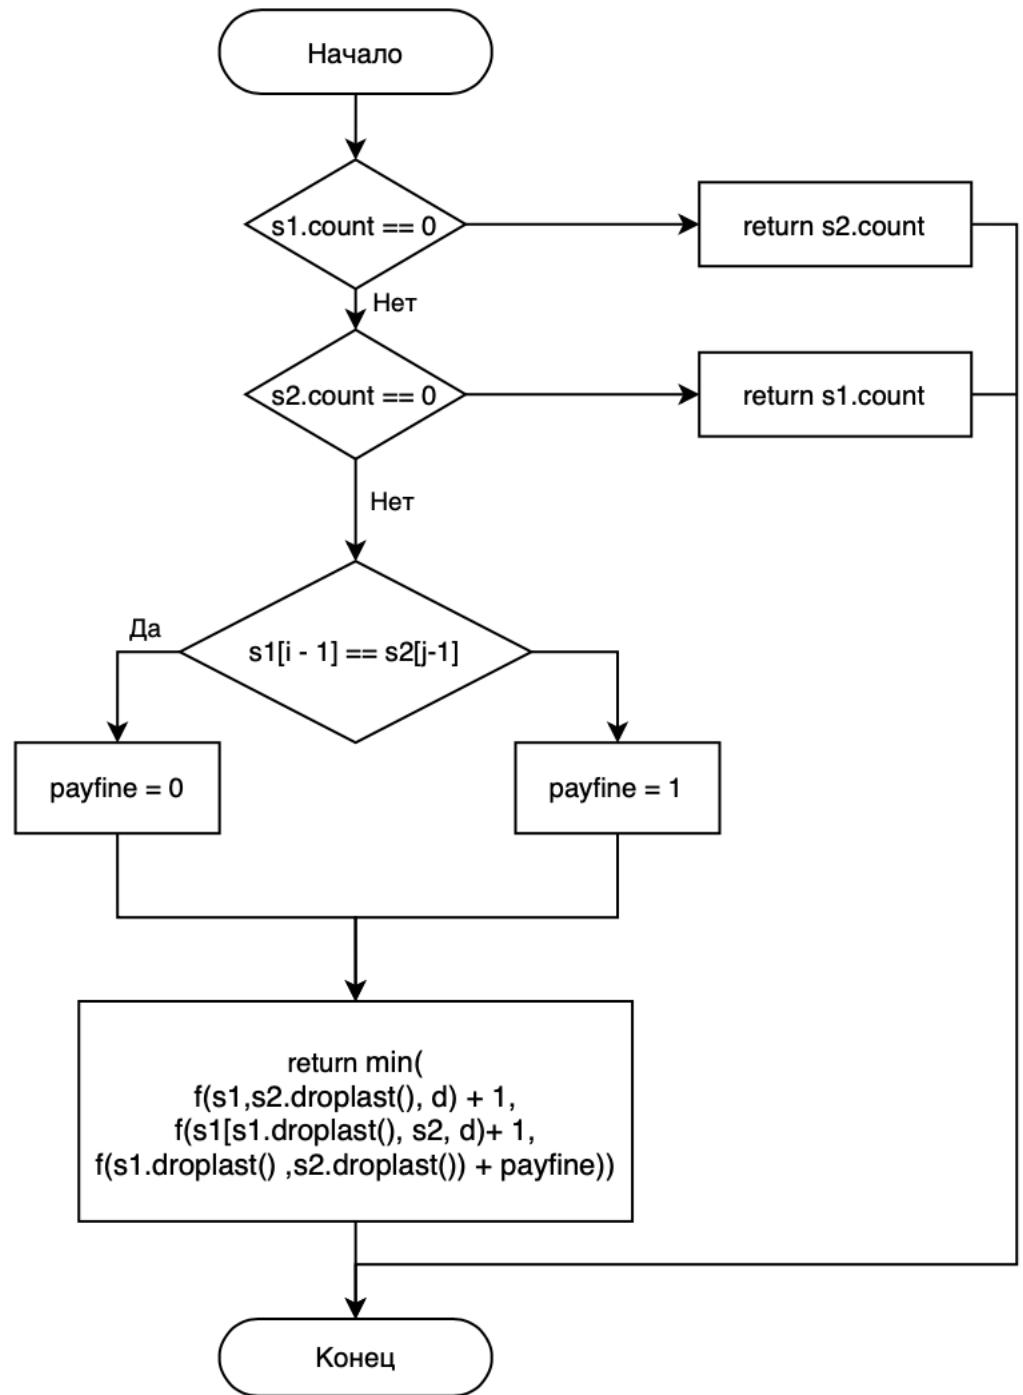 Начало
s1.count == 0
return s2.count
Нет
s2.count == 0
return s1.count
Нет
Да
s1[i - 1] == s2[j-1]
payfine = 0
payfine = 1
return min(
f(s1,s2.droplast(), d) + 1,
f(s1[s1.droplast(), s2, d)+ 1,
f(s1.droplast() ,s2.droplast()) + payfine))
Конец